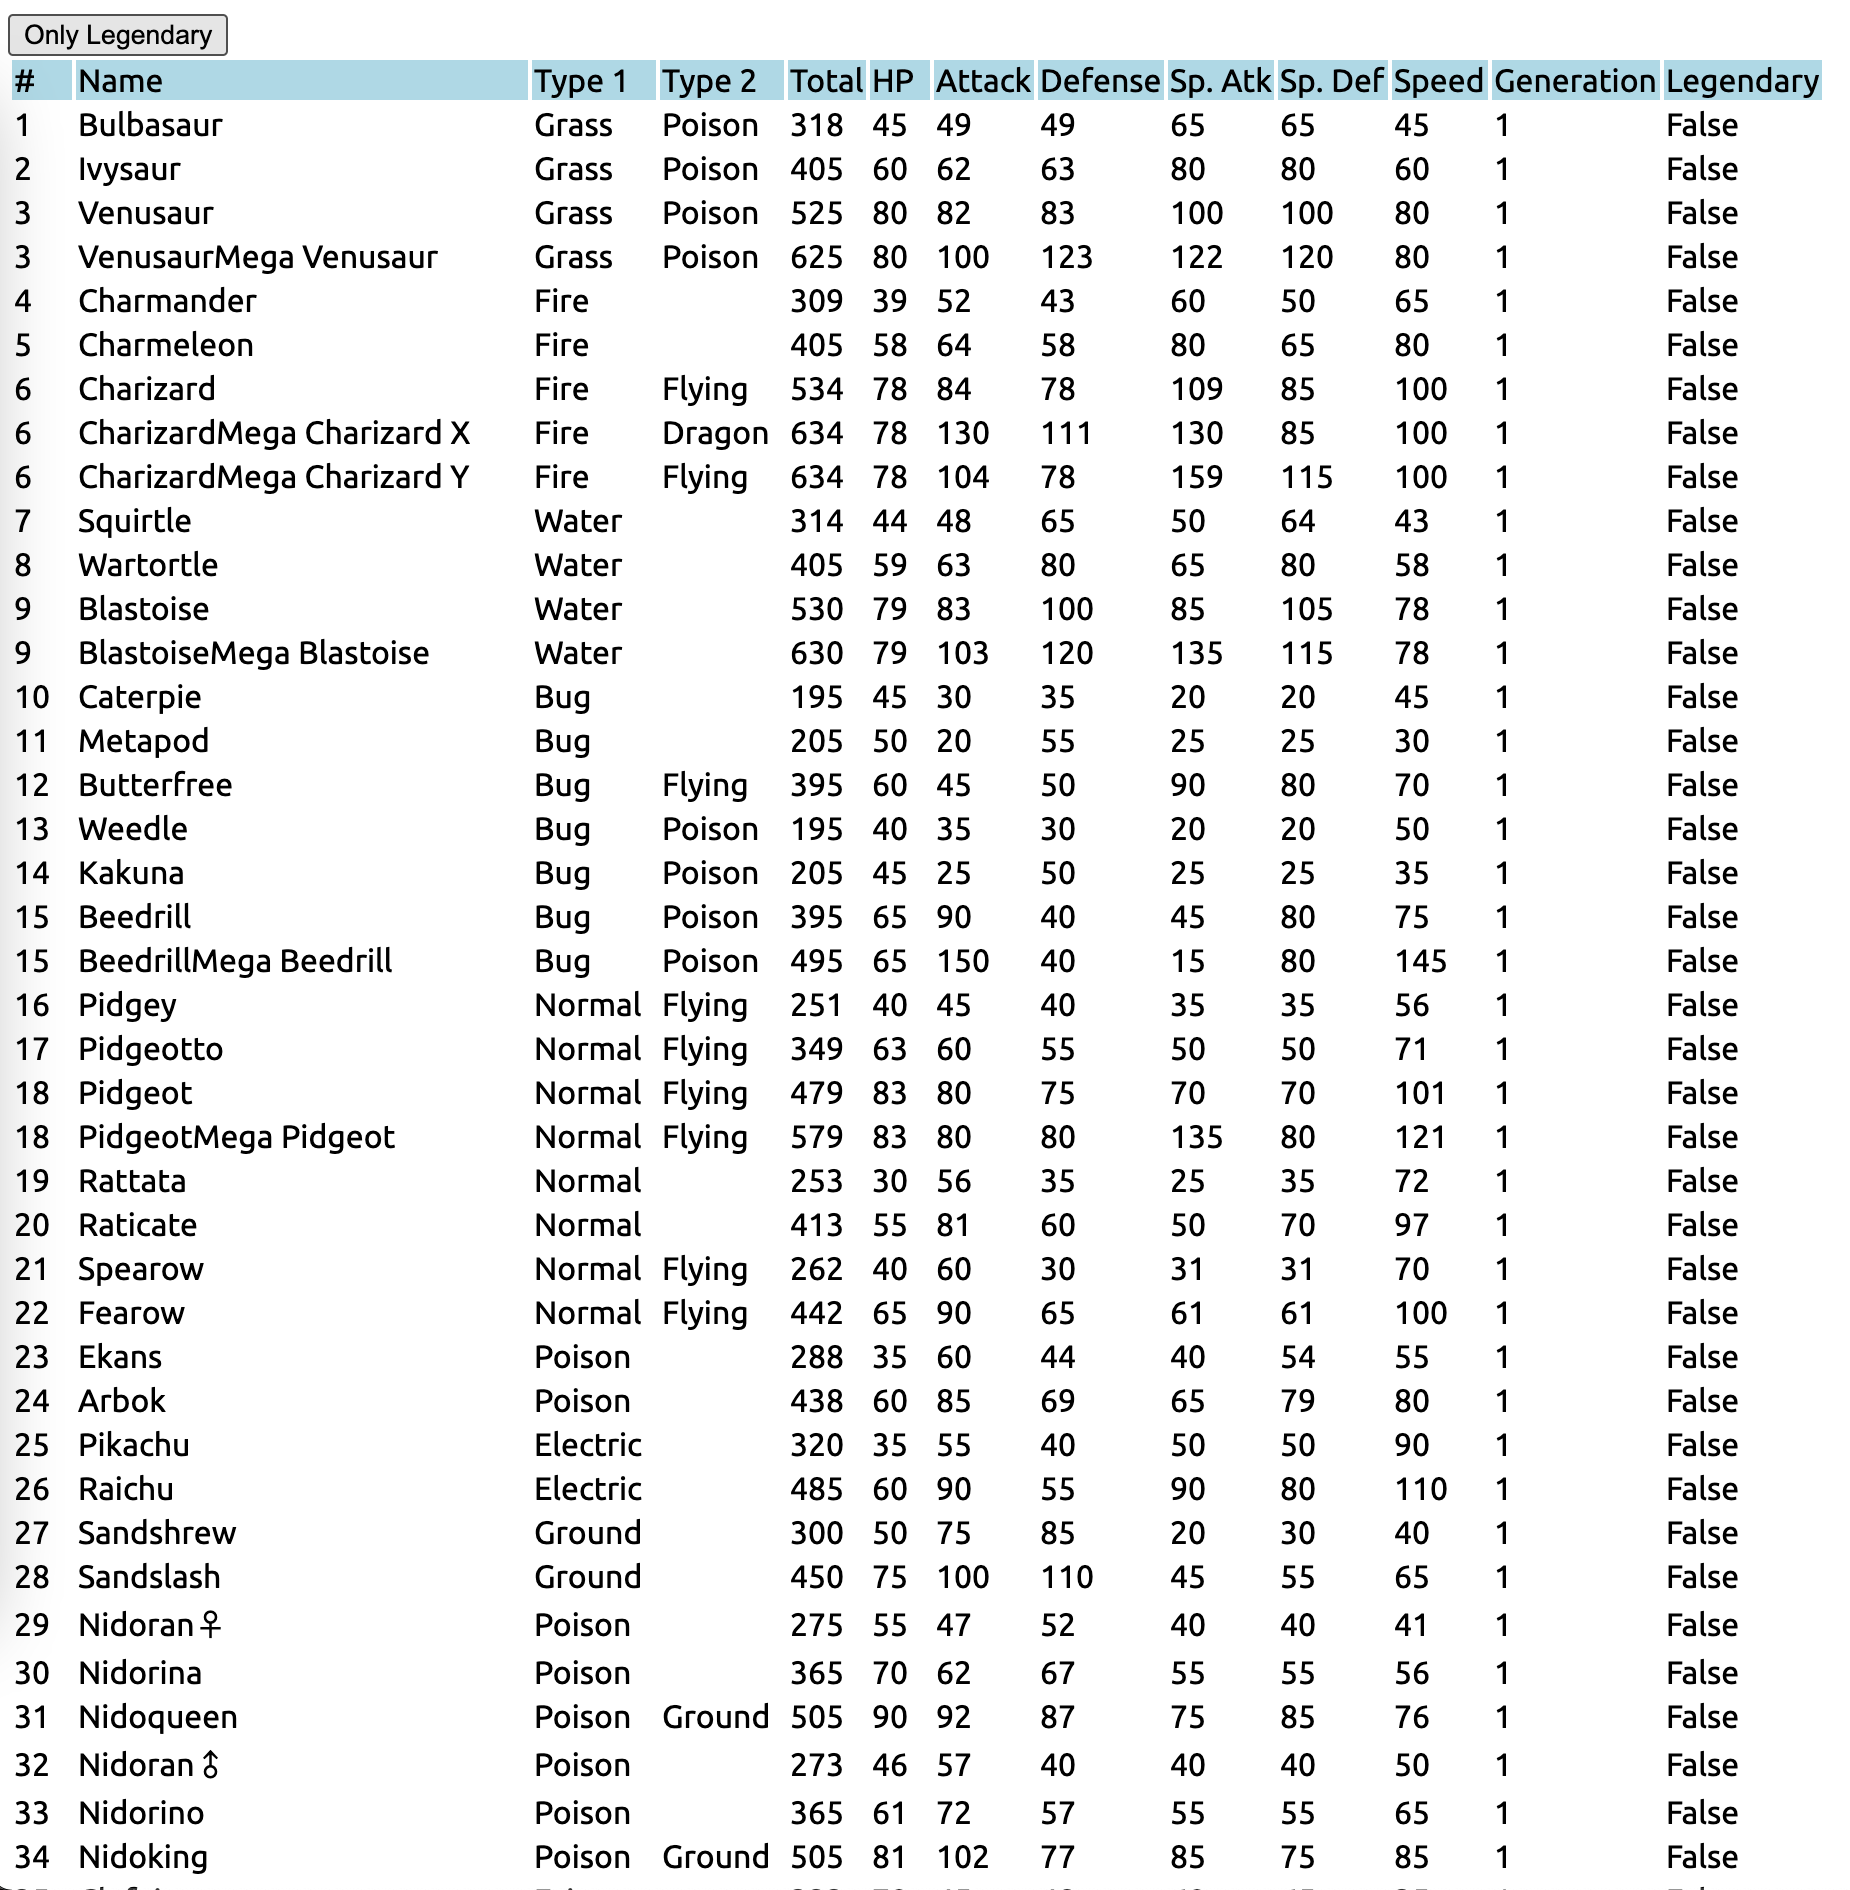 Only Legendary
# Name Type 1 Type 2 Total HP Attack Defense Sp. Atk Sp. Def Speed Generation Legendary
1 Bulbasaur Grass Poison 318 45 49 49 65 65 45 1 False
2 Ivysaur Grass Poison 405 60 62 63 80 80 60 1 False
3 Venusaur Grass Poison 525 80 82 83 100 100 80 1 False
3 VenusaurMega Venusaur Grass Poison 625 80 100 123 122 120 80 1 False
4 Charmander Fire 309 39 52 43 60 50 65 1 False
5 Charmeleon Fire 405 58 64 58 80 65 80 1 False
6 Charizard Fire Flying 534 78 84 78 109 85 100 1 False
6 CharizardMega Charizard X Fire Dragon 634 78 130 111 130 85 100 1 False
6 CharizardMega Charizard Y Fire Flying 634 78 104 78 159 115 100 1 False
7 Squirtle Water 314 44 48 65 50 64 43 1 False
8 Wartortle Water 405 59 63 80 65 80 58 1 False
9 Blastoise Water 530 79 83 100 85 105 78 1 False
9 BlastoiseMega Blastoise Water 630 79 103 120 135 115 78 1 False
10 Caterpie Bug 195 45 30 35 20 20 45 1 False
11 Metapod Bug 205 50 20 55 25 25 30 1 False
12 Butterfree Bug Flying 395 60 45 50 90 80 70 1 False
13 Weedle Bug Poison 195 40 35 30 20 20 50 1 False
14 Kakuna Bug Poison 205 45 25 50 25 25 35 1 False
15 Beedrill Bug Poison 395 65 90 40 45 80 75 1 False
15 BeedrillMega Beedrill Bug Poison 495 65 150 40 15 80 145 1 False
16 Pidgey Normal Flying 251 40 45 40 35 35 56 1 False
17 Pidgeotto Normal Flying 349 63 60 55 50 50 71 1 False
18 Pidgeot Normal Flying 479 83 80 75 70 70 101 1 False
18 PidgeotMega Pidgeot Normal Flying 579 83 80 80 135 80 121 1 False
19 Rattata Normal 253 30 56 35 25 35 72 1 False
20 Raticate Normal 413 55 81 60 50 70 97 1 False
21 Spearow Normal Flying 262 40 60 30 31 31 70 1 False
22 Fearow Normal Flying 442 65 90 65 61 61 100 1 False
23 Ekans Poison 288 35 60 44 40 54 55 1 False
24 Arbok Poison 438 60 85 69 65 79 80 1 False
25 Pikachu Electric 320 35 55 40 50 50 90 1 False
26 Raichu Electric 485 60 90 55 90 80 110 1 False
27 Sandshrew Ground 300 50 75 85 20 30 40 1 False
28 Sandslash Ground 450 75 100 110 45 55 65 1 False
29 Nidoran♀ Poison 275 55 47 52 40 40 41 1 False
30 Nidorina Poison 365 70 62 67 55 55 56 1 False
31 Nidoqueen Poison Ground 505 90 92 87 75 85 76 1 False
32 Nidoran♂ Poison 273 46 57 40 40 40 50 1 False
33 Nidorino Poison 365 61 72 57 55 55 65 1 False
34 Nidoking Poison Ground 505 81 102 77 85 75 85 1 False